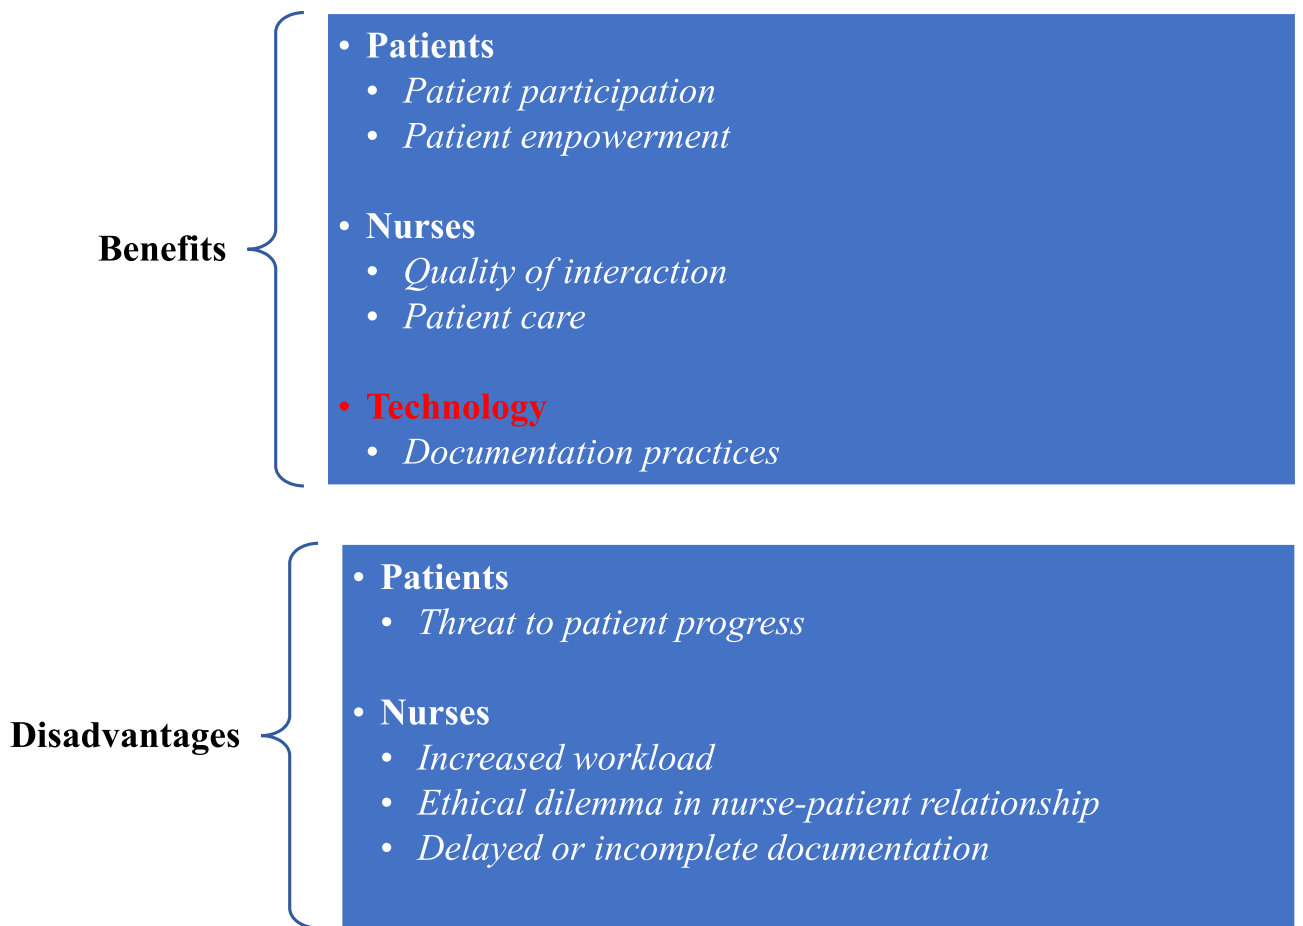 Benefits
• Patients
• Patient participation
• Patient empowerment
• Nurses
• Quality of interaction
• Patient care
• Technology
• Documentation practices
Disadvantages
• Patients
• Threat to patient progress
• Nurses
• Increased workload
• Ethical dilemma in nurse-patient relationship
• Delayed or incomplete documentation